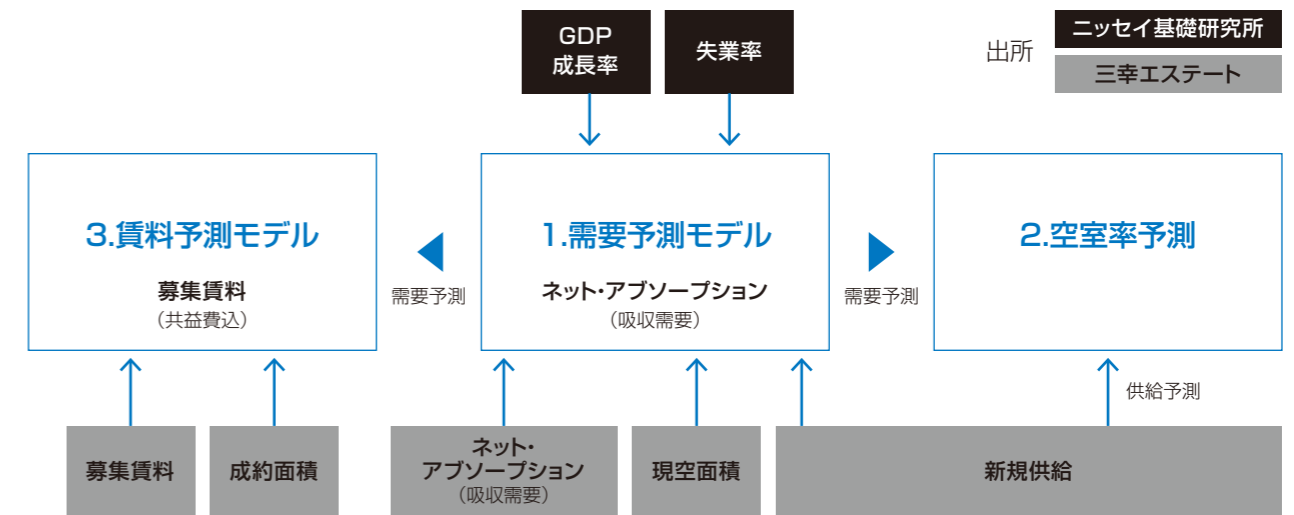 GDP
成長率
失業率
出所
ニッセイ基礎研究所
三幸エステート
3.賃料予測モデル
募集賃料
（共益費込）
需要予測
1.需要予測モデル
ネット・アブソープション
（吸収需要）
需要予測
2.空室率予測
供給予測
募集賃料
成約面積
ネット・
アブソープション
（吸収需要）
現空面積
新規供給